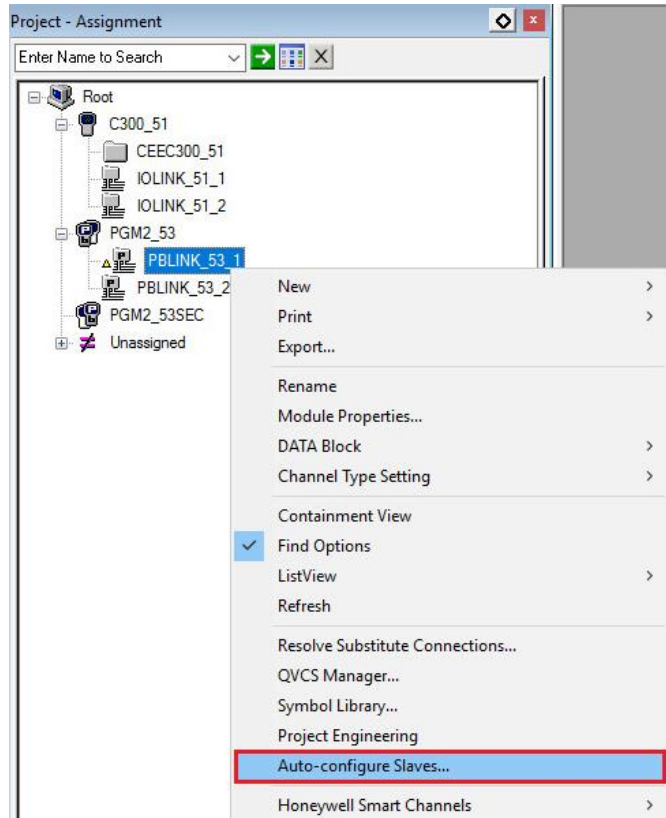 Project - Assignment
Enter Name to Search
Root
C300_51
CEEC300_51
IOLINK_51_1
IOLINK_51_2
PGM2_53
PBLINK_53_1
PBLINK_53_2
PGM2_53SEC
Unassigned
New
Print
Export...
Rename
Module Properties...
DATA Block
Channel Type Setting
Containment View
Find Options
ListView
Refresh
Resolve Substitute Connections...
QVCS Manager...
Symbol Library...
Project Engineering
Auto-configure Slaves...
Honeywell Smart Channels